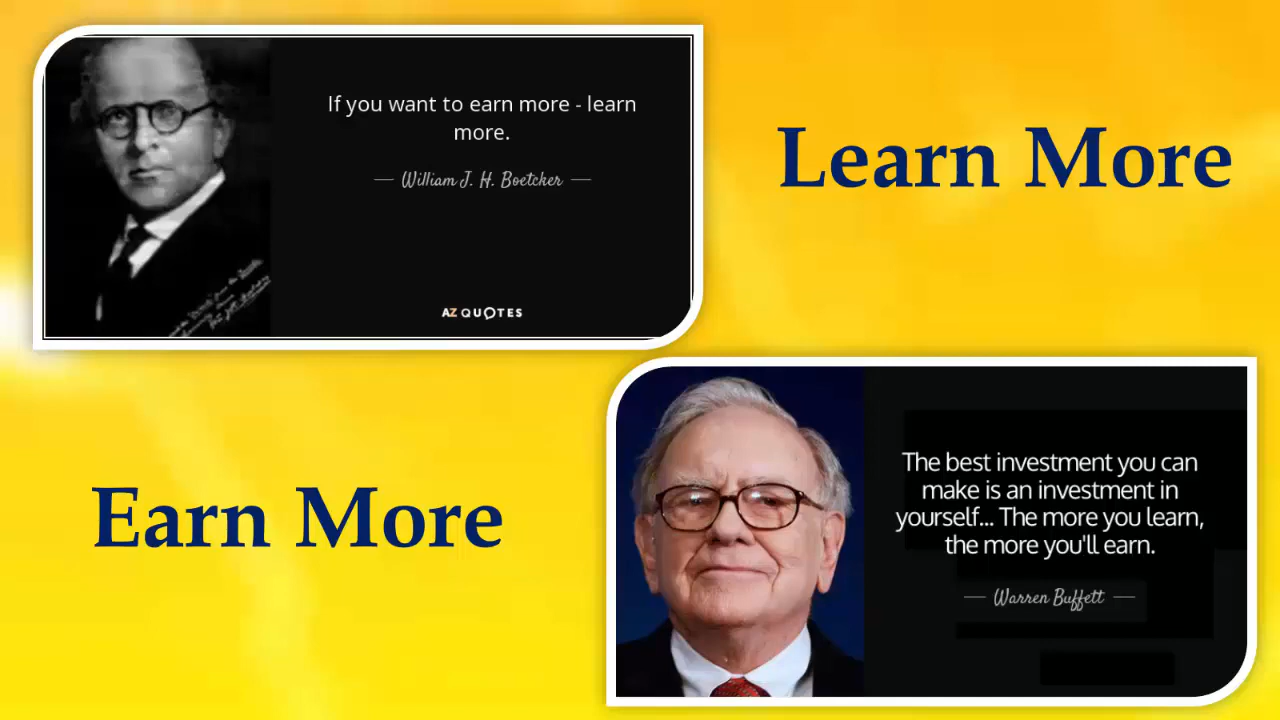 If you want to earn more - learn
more.
— William J. H. Boetcker —
AZ QUOTES
Learn More
Earn More
The best investment you can
make is an investment in
yourself... The more you learn,
the more you'll earn.
— Warren Buffett —